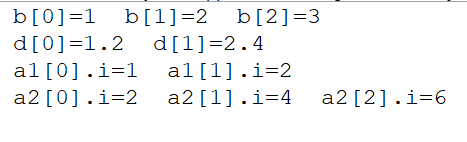 b[0]=1  b[1]=2  b[2]=3
d[0]=1.2  d[1]=2.4
a1[0].i=1  a1[1].i=2
a2[0].i=2  a2[1].i=4  a2[2].i=6